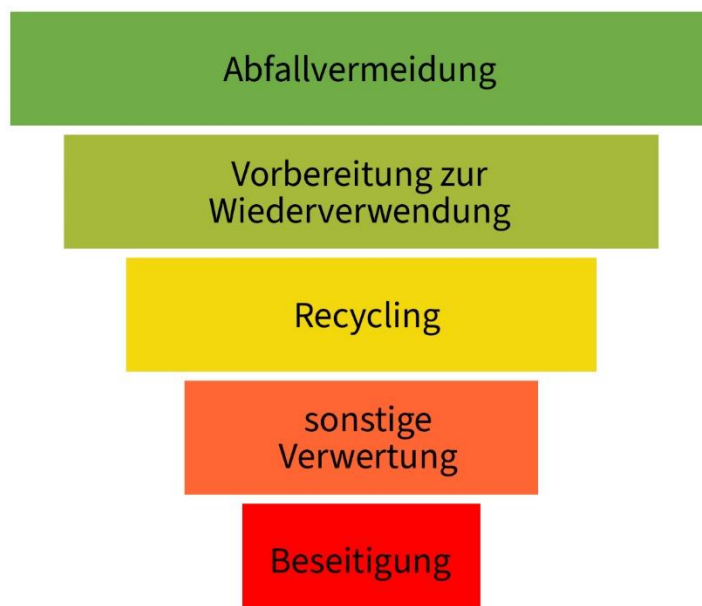 Abfallvermeidung
Vorbereitung zur
Wiederverwendung
Recycling
sonstige
Verwertung
Beseitigung